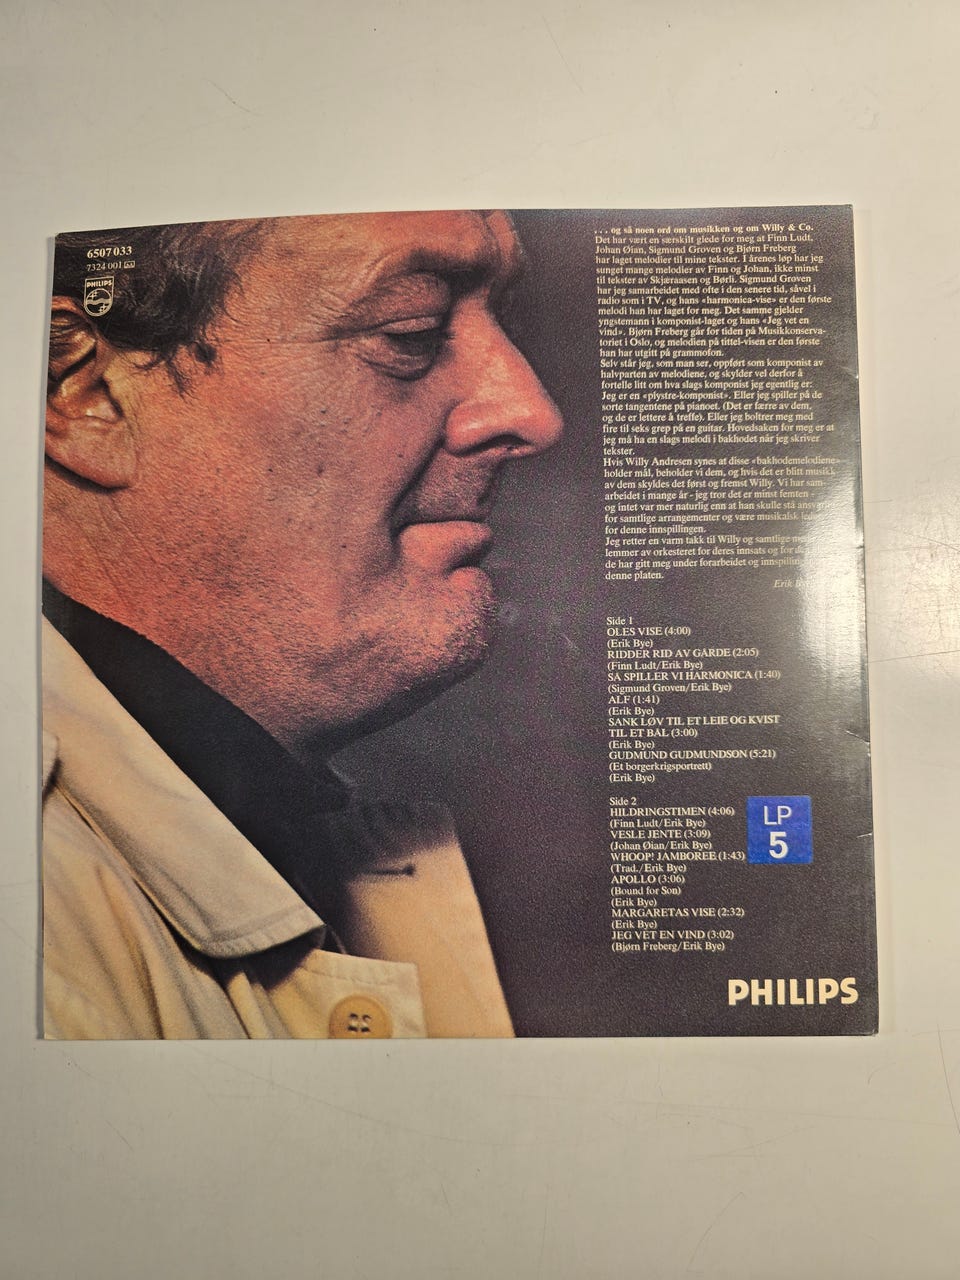 6507 033
7324 001
PHILIPS
. . . og så noen ord om musikken og om Willy & Co.
Det har vært en særskilt glede for meg at Finn Ludt,
Johan Øian, Sigmund Groven og Bjørn Freberg
har laget melodier til mine tekster. I årenes løp har jeg
sunget mange melodier av Finn og Johan, ikke minst
til tekster av Skjæraasen og Børli. Sigmund Groven
har jeg samarbeidet med ofte i den senere tid, såvel i
radio som i TV, og hans «harmonica-vise» er den første
melodi han har laget for meg. Det samme gjelder
yngstemann i komponist-laget og hans «Jeg vet en
vind». Bjørn Freberg går for tiden på Musikkonserva-
toriet i Oslo, og melodien på tittel-visen er den første
han har utgitt på grammofon.
Selv står jeg, som man ser, oppført som komponist av
halvparten av melodiene, og skylder vel derfor å
fortelle litt om hva slags komponist jeg egentlig er:
Jeg er en «plystre-komponist». Eller jeg spiller på de
sorte tangentene på pianoet. (Det er færre av dem,
og de er lettere å treffe). Eller jeg boltrer meg med
fire til seks grep på en guitar. Hovedsaken for meg er at
jeg må ha en slags melodi i bakhodet når jeg skriver
tekster.
Hvis Willy Andresen synes at disse «bakhodemelodiene»
holder mål, beholder vi dem, og hvis det er blitt musikk
av dem skyldes det først og fremst Willy. Vi har sam-
arbeidet i mange år - jeg tror det er minst femten -
og intet var mer naturlig enn at han skulle stå
for samtlige arrangementer og være musikalsk
for denne innspillingen.
Jeg retter en varm takk til Willy og samtlige
lemmer av orkesteret for deres innsats og for
de har gitt meg under forarbeidet og innspilling
denne platen.
Erik
Side 1
OLES VISE (4:00)
(Erik Bye)
RIDDER RID AV GARDE (2:05)
(Finn Ludt/Erik Bye)
SÅ SPILLER VI HARMONICA (1:40)
(Sigmund Groven/Erik Bye)
ALF (1:41)
(Erik Bye)
SANK LØV TIL ET LEIE OG KVIST
TIL ET BÅL (3:00)
(Erik Bye)
GUDMUND GUDMUNDSON (5:21)
(Et borgerkrigsportrett)
(Erik Bye)
Side 2
HILDRINGSTIMEN (4:06)
(Finn Ludt/Erik Bye)
VESLE JENTE (3:09)
(Johan Øian/Erik Bye)
WHOOP! JAMBOREE (1:43)
(Trad./Erik Bye)
APOLLO (3:06)
(Bound for Son)
(Erik Bye)
MARGARETAS VISE (2:32)
(Erik Bye)
JEG VET EN VIND (3:02)
(Bjørn Freberg/Erik Bye)
LP
5
PHILIPS